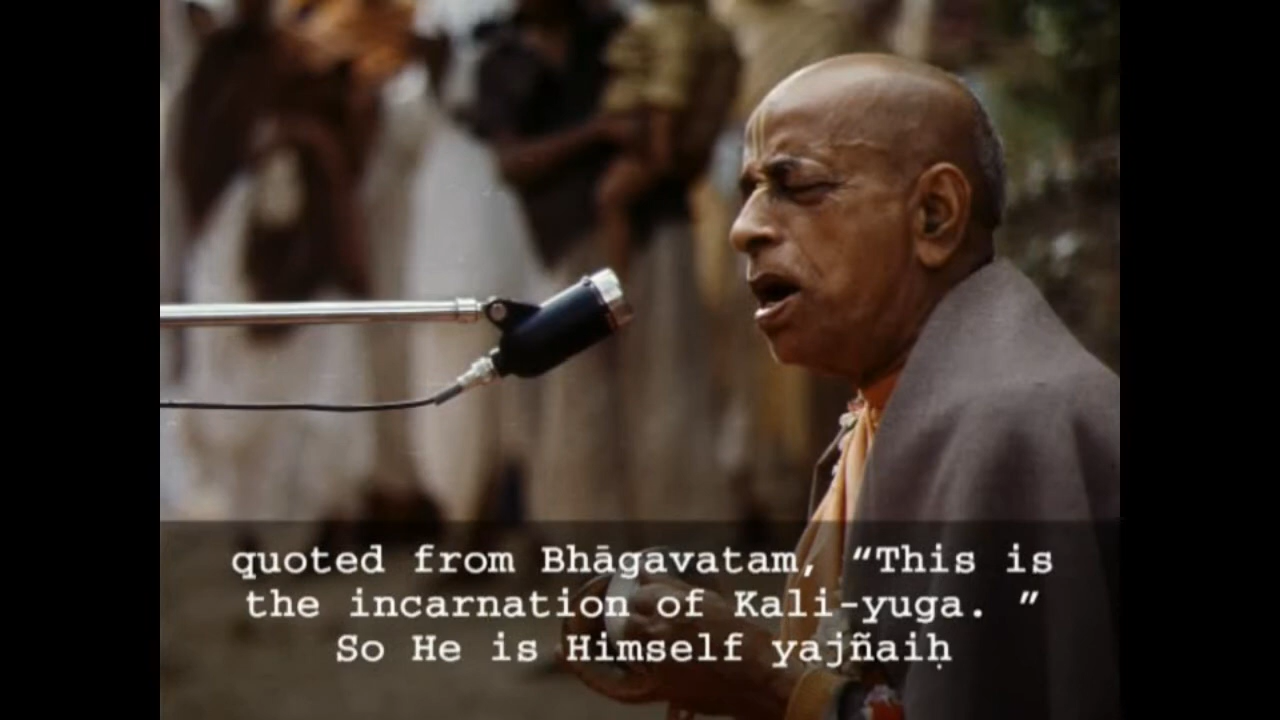 quoted from Bhāgavatam, “This is
the incarnation of Kali-yuga. ”
So He is Himself yajñaiḥ